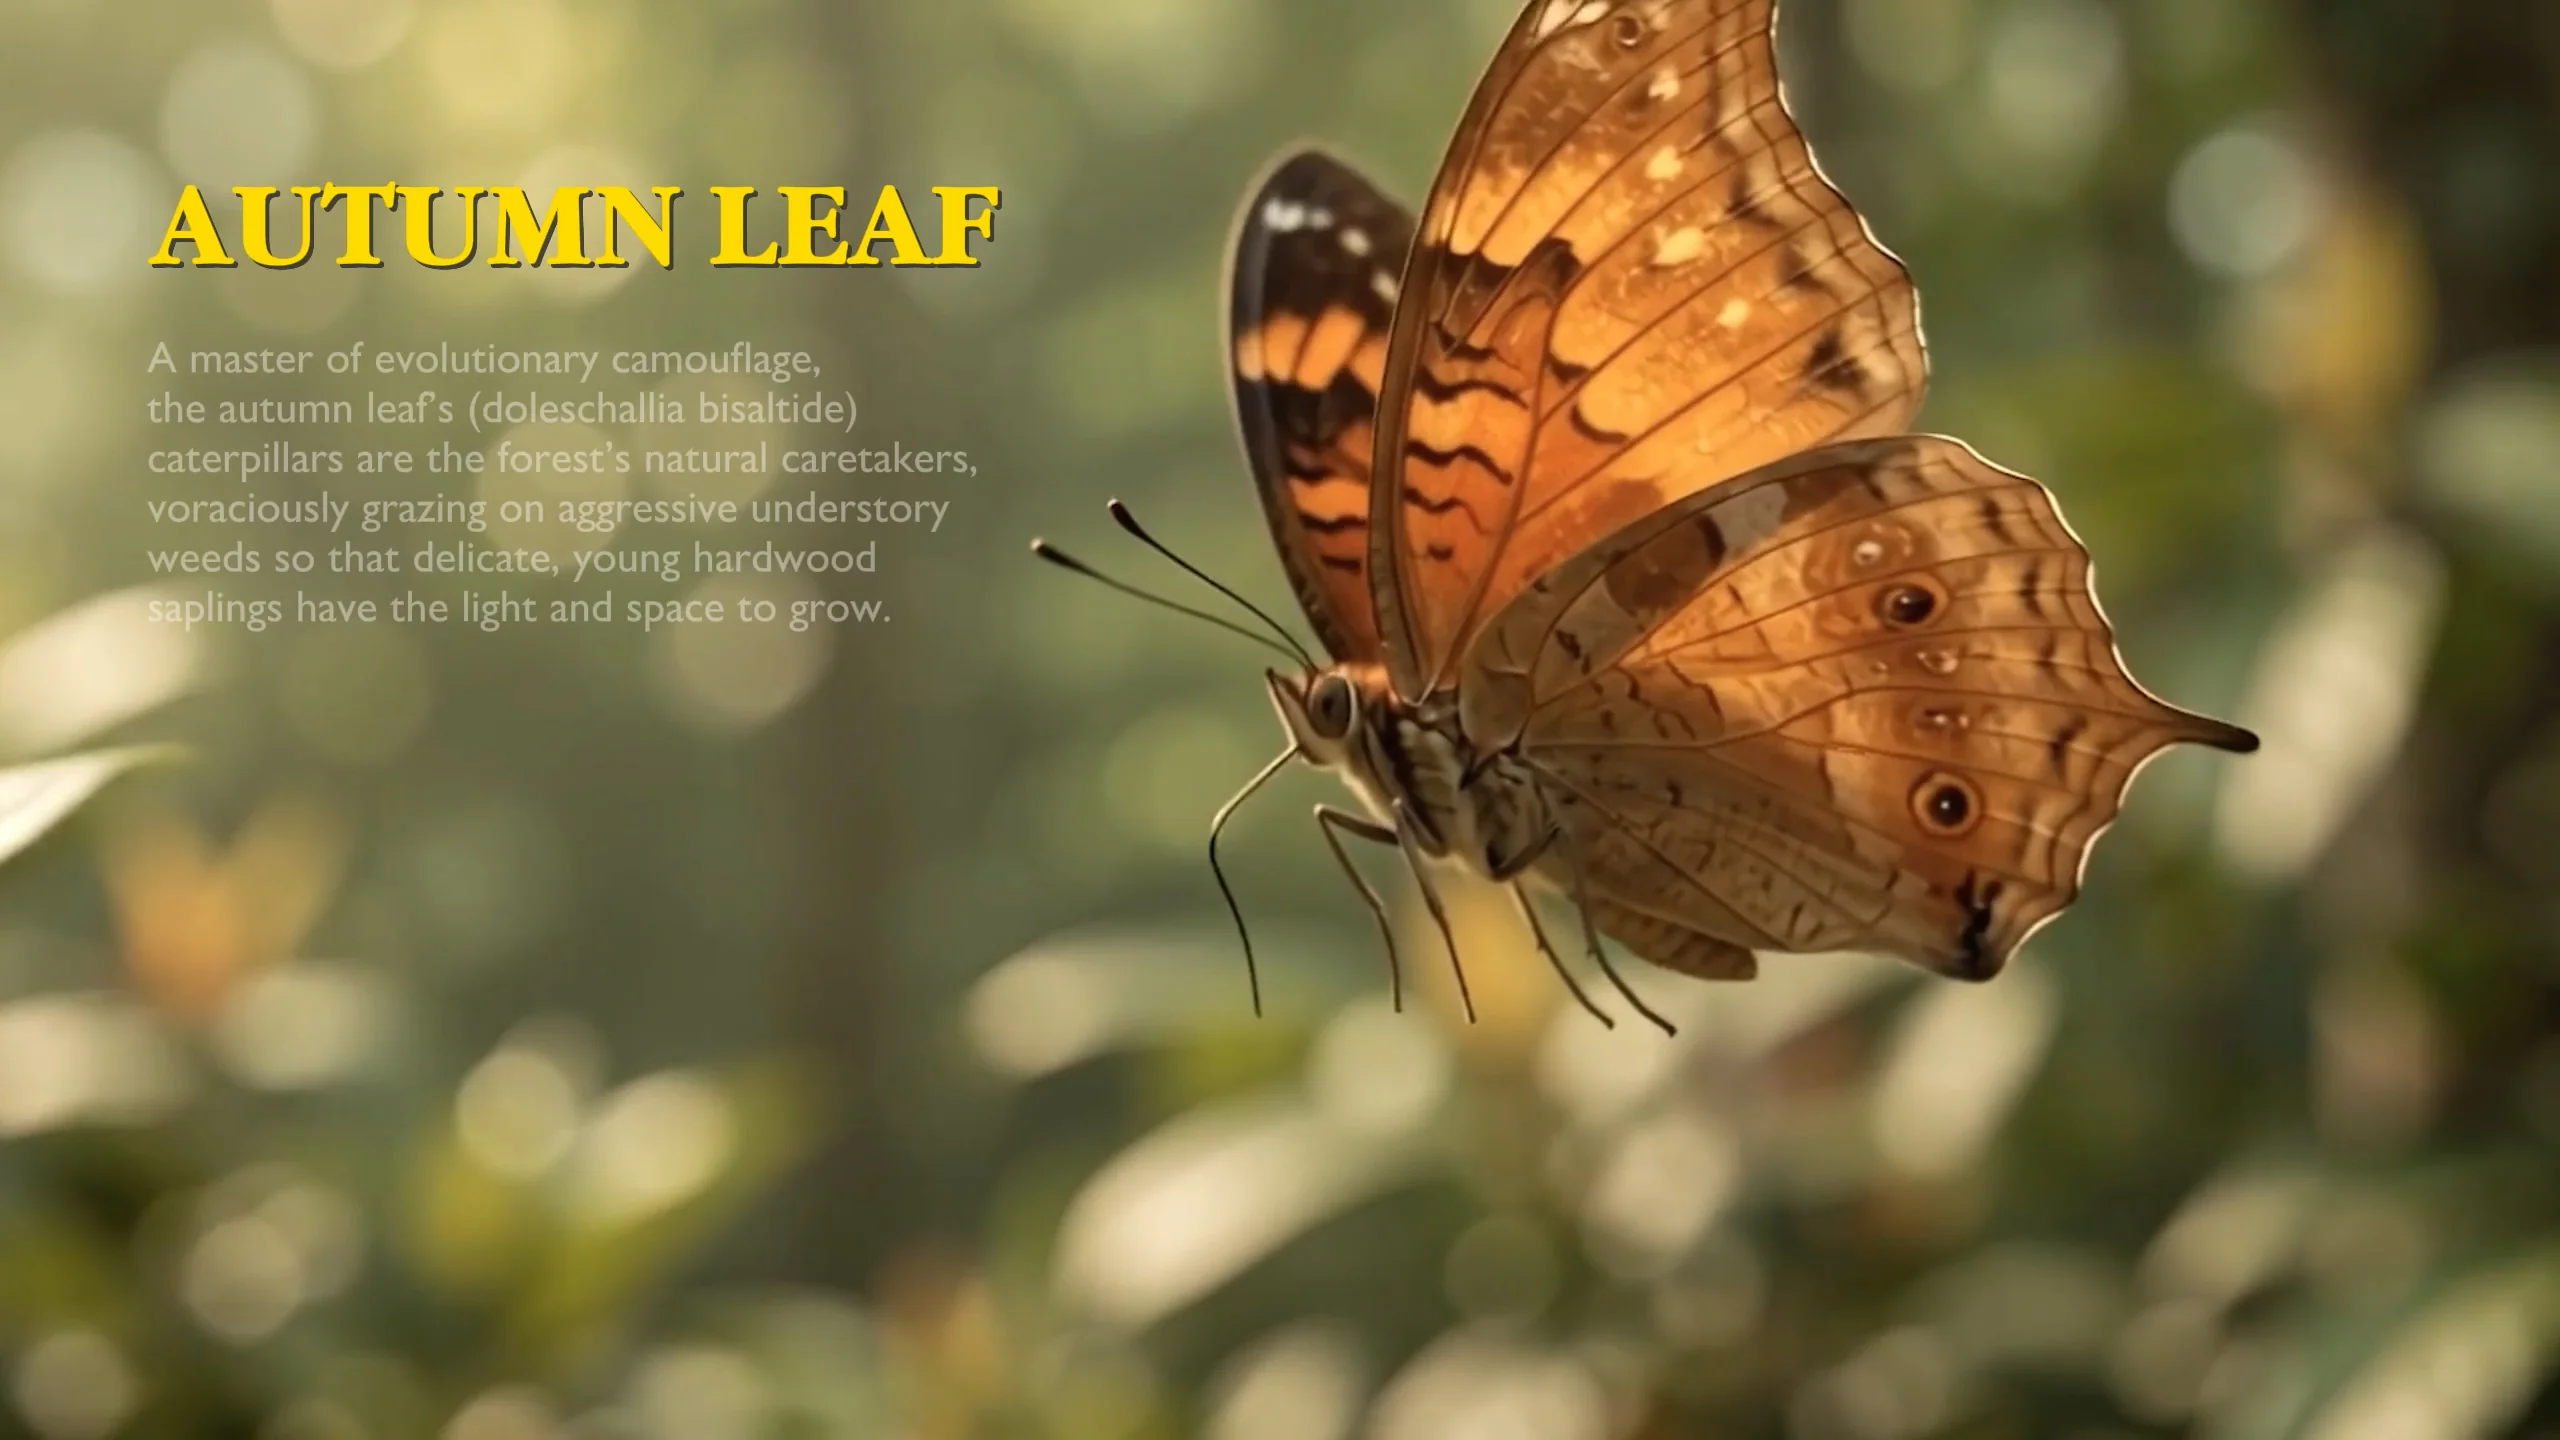 AUTUMN LEAF
A master of evolutionary camouflage,
the autumn leaf’s (doleschallia bisaltide)
caterpillars are the forest’s natural caretakers,
voraciously grazing on aggressive understory
weeds so that delicate, young hardwood
saplings have the light and space to grow.